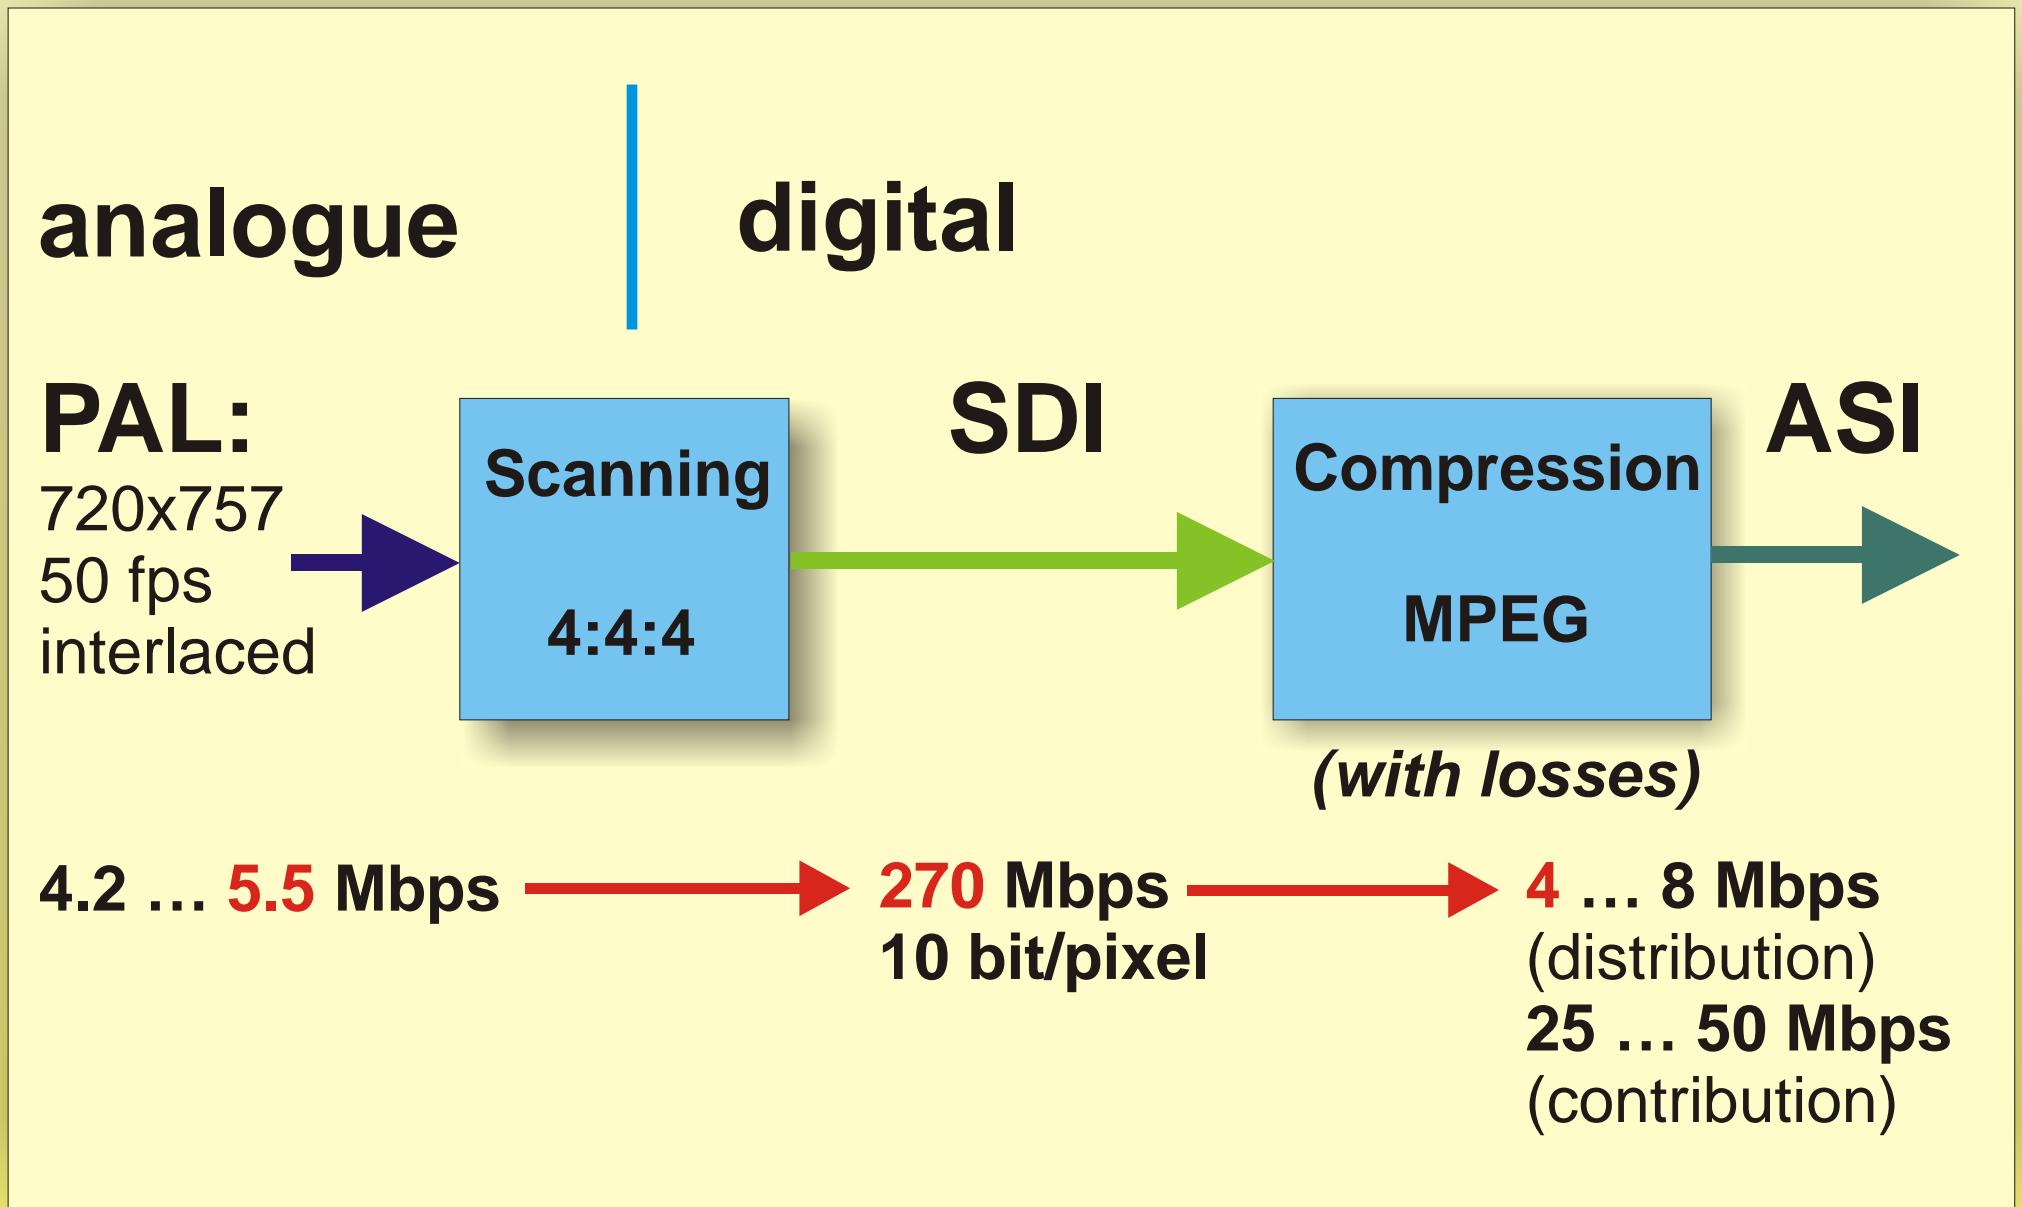 analogue
digital
PAL:
720x757
50 fps
interlaced
Scanning
4:4:4
SDI
Compression
MPEG
(with losses)
ASI
4.2 … 5.5 Mbps
270 Mbps
10 bit/pixel
4 … 8 Mbps
(distribution)
25 … 50 Mbps
(contribution)